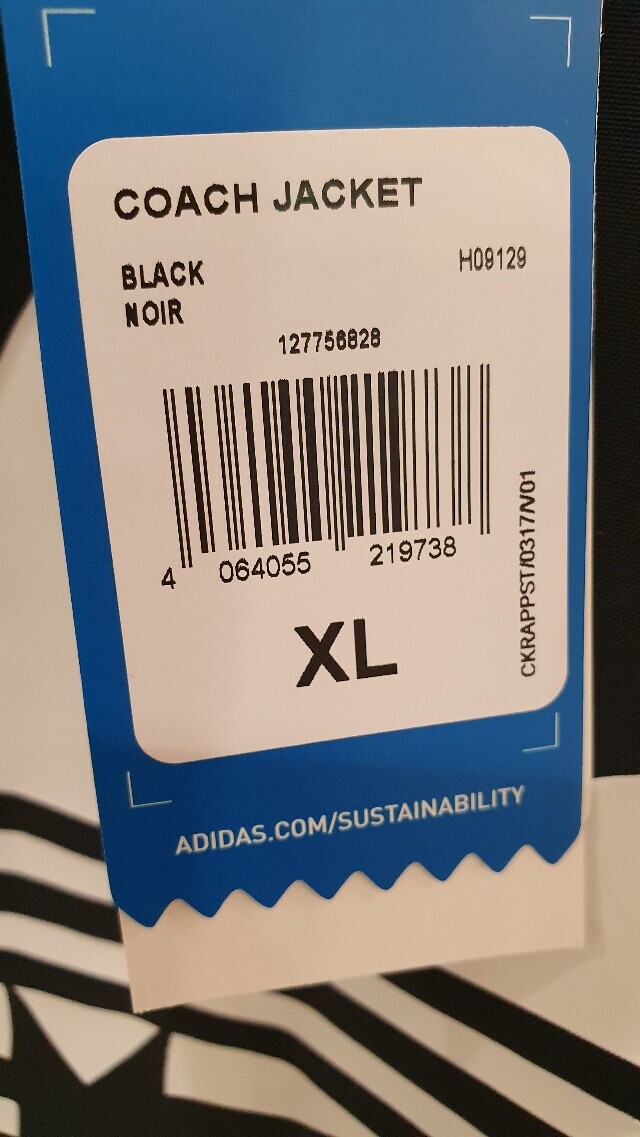 COACH JACKET
BLACK
H09129
NOIR
127756828
4 064055 219738
CKRAPPST/0317/V01
XL
ADIDAS.COM/SUSTAINABILITY